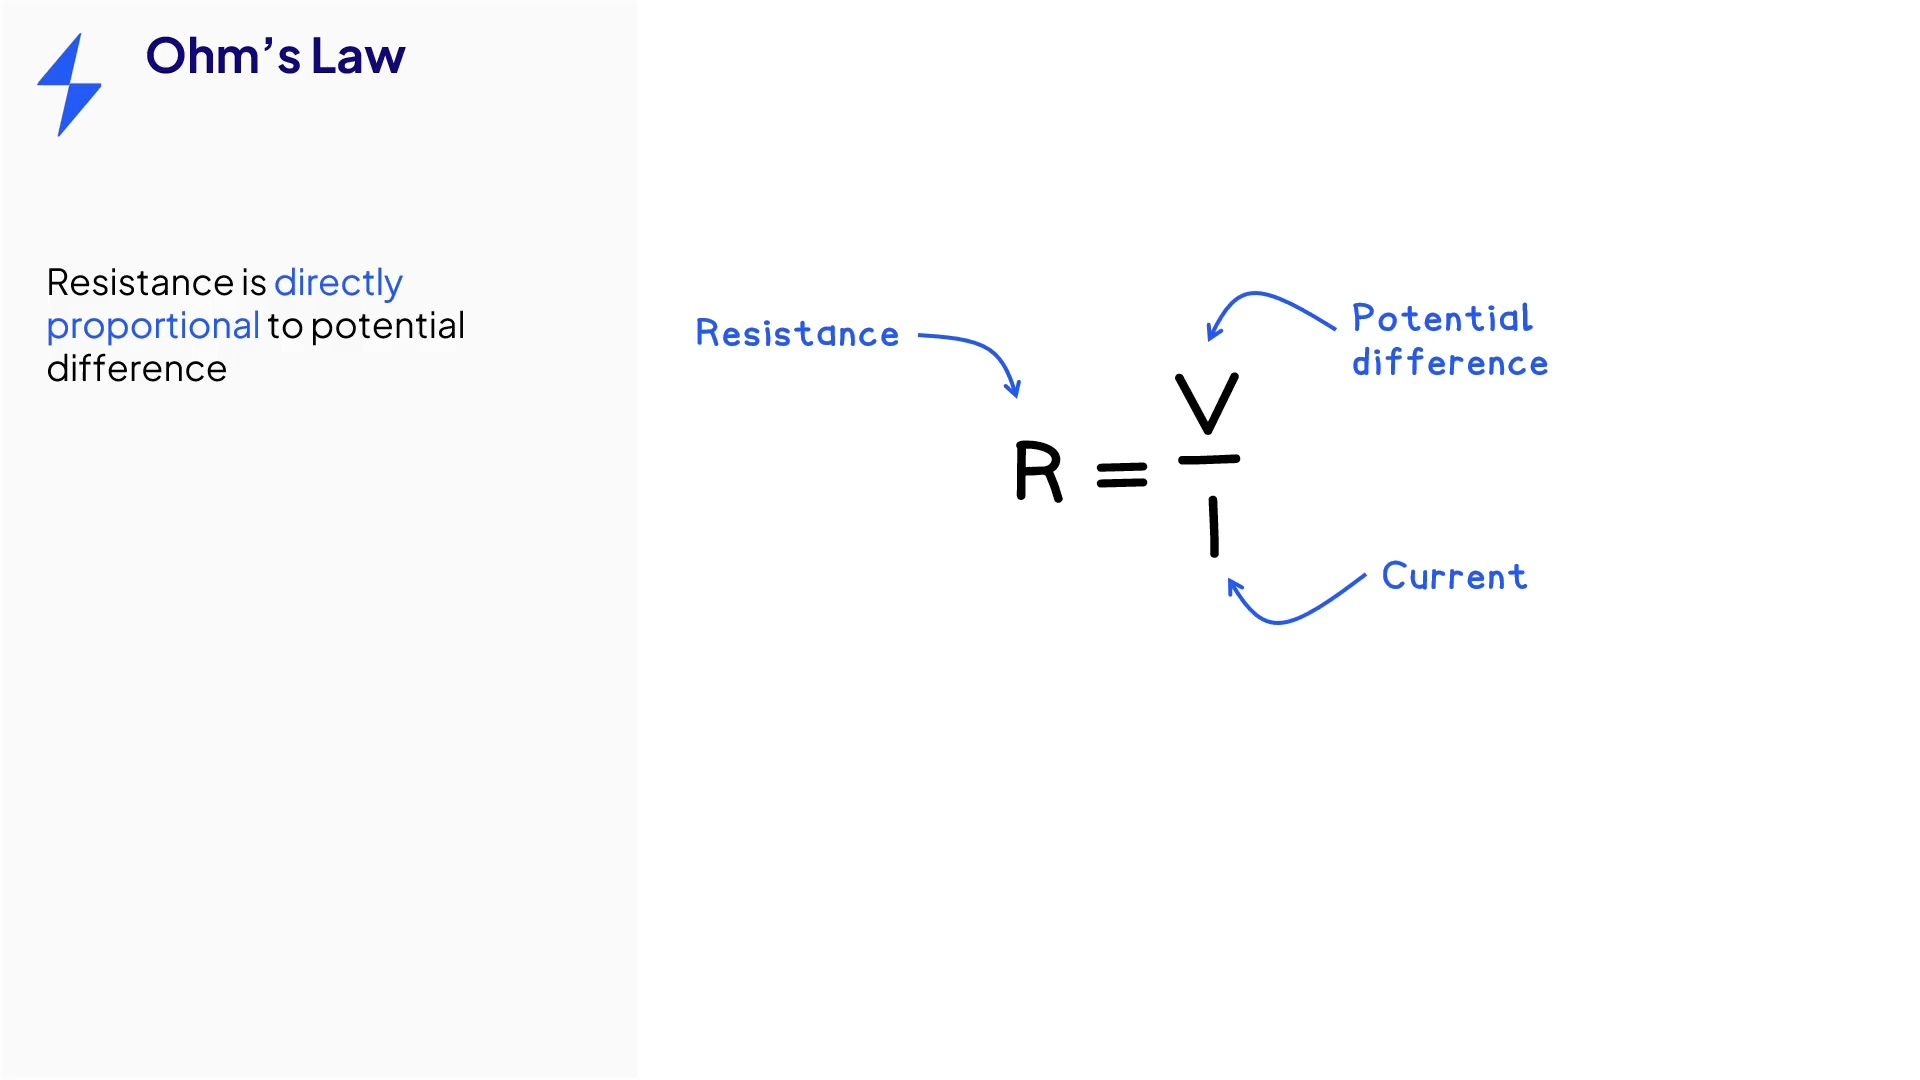 Ohm’s Law
Resistance is directly
proportional to potential
difference
Resistance
Potential
difference
R = V
I
Current